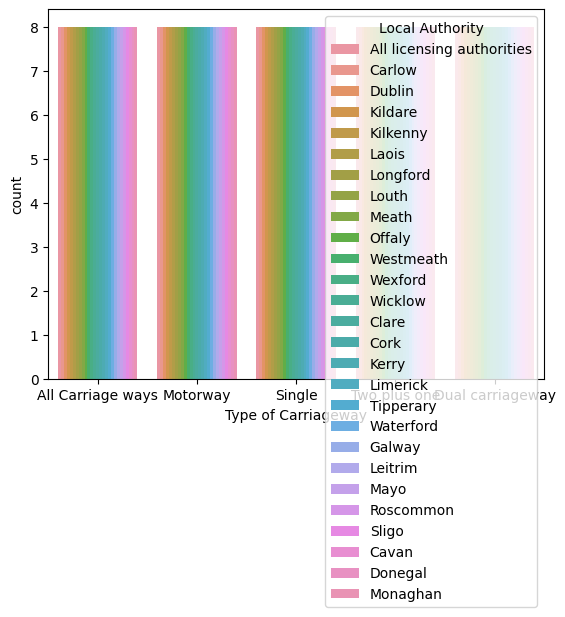 8
7
6
5
4
3
2
1
0
count
All Carriage ways
Motorway
Single
Two plus one
Dual carriageway
Type of Carriageway
Local Authority
All licensing authorities
Carlow
Dublin
Kildare
Kilkenny
Laois
Longford
Louth
Meath
Offaly
Westmeath
Wexford
Wicklow
Clare
Cork
Kerry
Limerick
Tipperary
Waterford
Galway
Leitrim
Mayo
Roscommon
Sligo
Cavan
Donegal
Monaghan